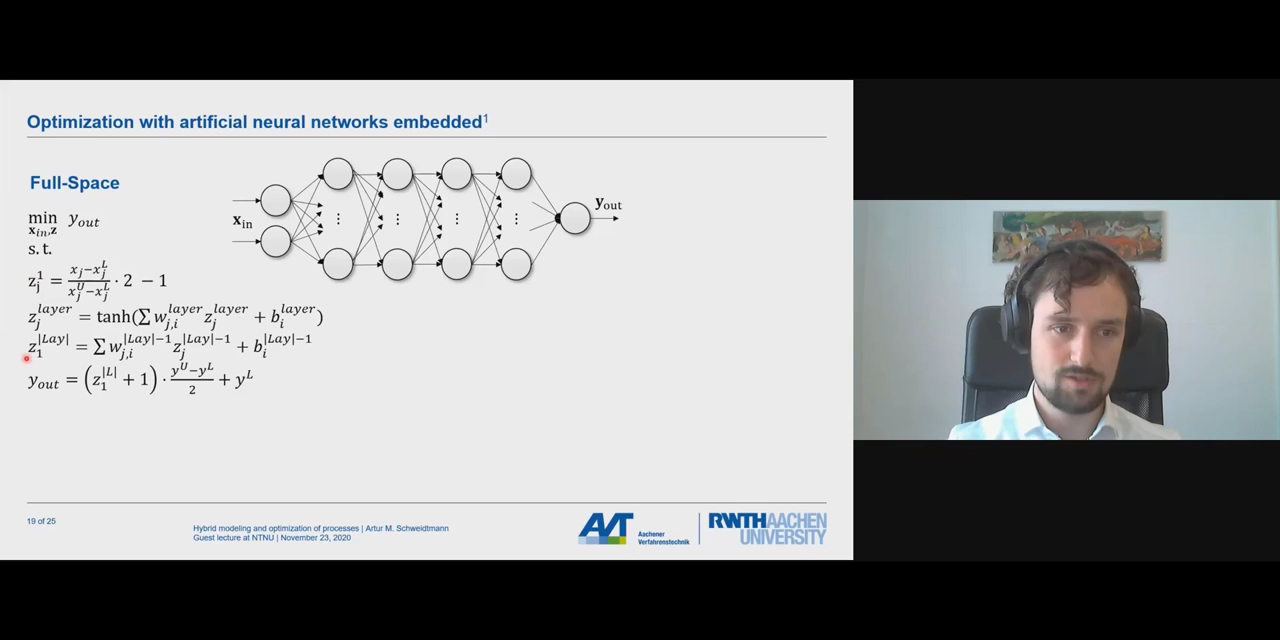 Optimization with artificial neural networks embedded¹
Full-Space
min y_out
x_in,z
s.t.
z_j^1 = (x_j − x_j^L)/(x_j^U − x_j^L) · 2 − 1
z_j^layer = tanh(∑ w_j,i^layer z_j^layer + b_i^layer)
z_1^|Lay| = ∑ w_j,i^|Lay|−1 z_j^|Lay|−1 + b_i^|Lay|−1
y_out = (z_1^|L| + 1) · (y^U − y^L)/2 + y^L
x_in
⋮ ⋮ ⋮ ⋮
y_out
19 of 25
Hybrid modeling and optimization of processes | Artur M. Schweidtmann
Guest lecture at NTNU | November 23, 2020
AVT
Aachener
Verfahrenstechnik
RWTHAACHEN
UNIVERSITY